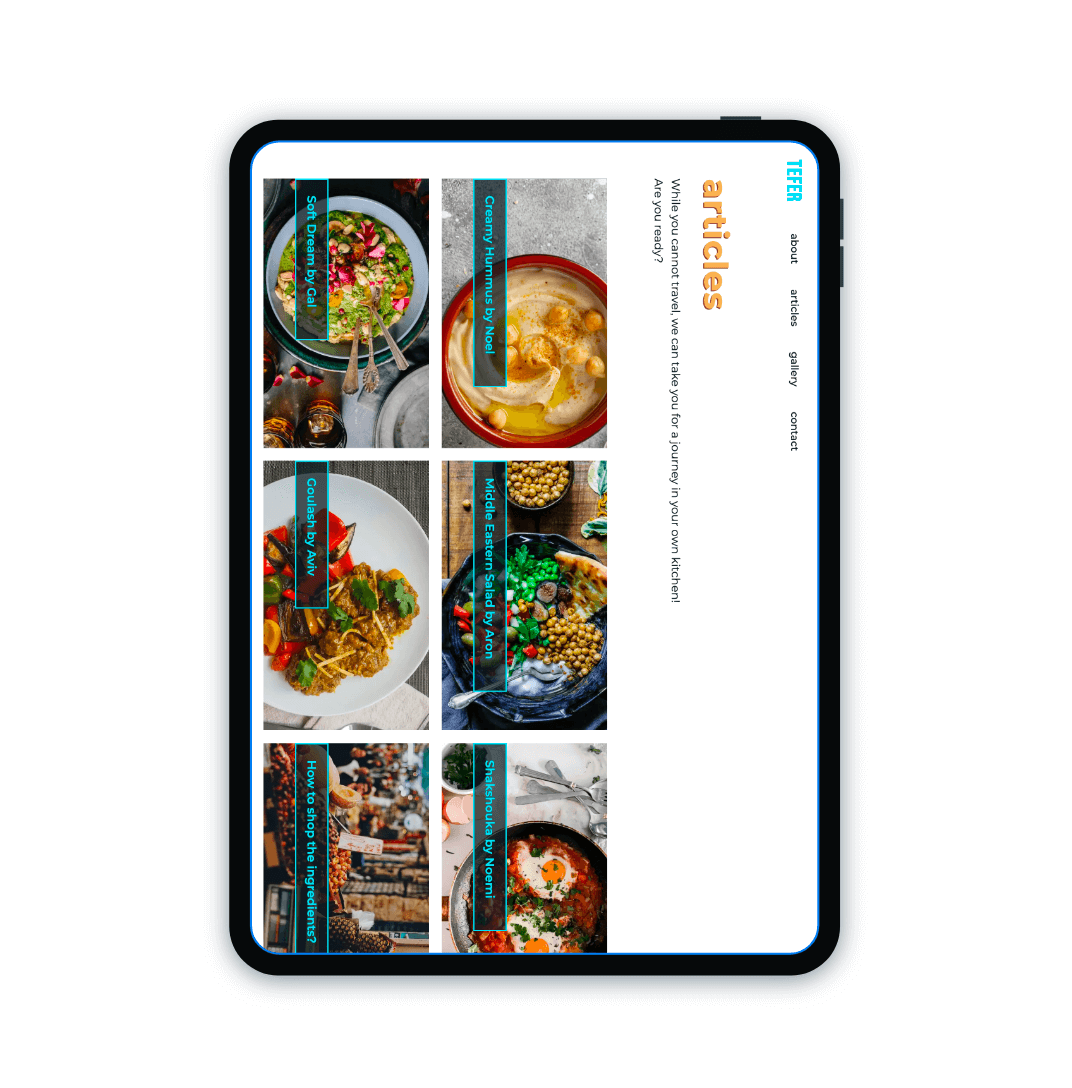 TEFER
about
articles
gallery
contact
articles
While you cannot travel, we can take you for a journey in your own kitchen!
Are you ready?
Creamy Hummus by Noel
Middle Eastern Salad by Aron
Shakshouka by Noemi
Soft Dream by Gal
Goulash by Aviv
How to shop the ingredients?